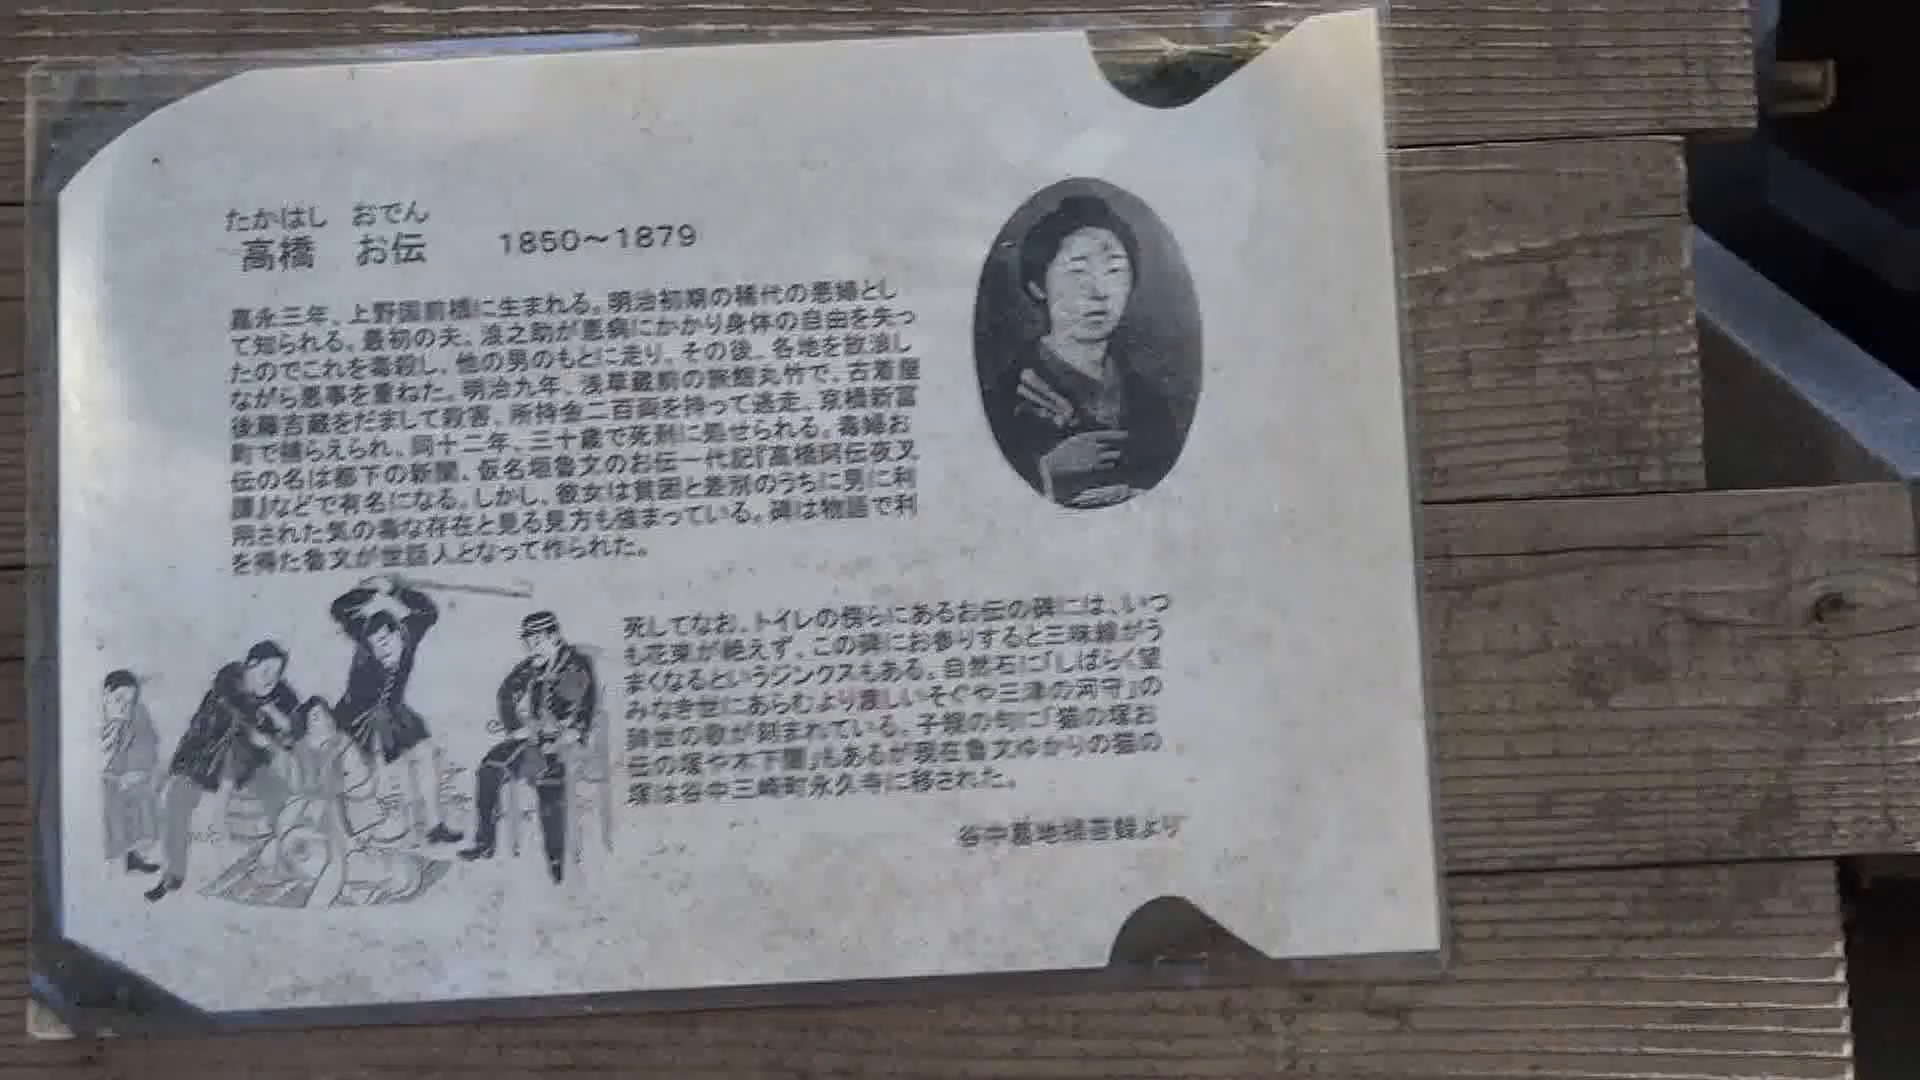 たかはし おでん
高橋 お伝 1850～1879
嘉永三年、上野国前橋に生まれる。明治初期の稀代の悪婦とし
て知られる。最初の夫、浪之助が悪病にかかり身体の自由を失っ
たのでこれを毒殺し、他の男のもとに走り、その後、各地を放浪し
ながら悪事を重ねた。明治九年、浅草蔵前の旅館丸竹で、古着屋
後藤吉蔵をだまして殺害、所持金二百両を持って逃走、京橋新富
町で捕らえられ、同十二年、三十歳で死刑に処せられる。毒婦お
伝の名は都下の新聞、仮名垣魯文のお伝一代記『高橋阿伝夜叉
譚』などで有名になる。しかし、彼女は貧困と差別のうちに男に利
用された気の毒な存在と見る見方も強まっている。碑は物語で利
を得た魯文が世話人となって作られた。
死してなお、トイレの傍らにあるお伝の碑には、いつ
も花束が絶えず、この碑にお参りすると三味線がう
まくなるというジンクスもある。自然石に「しばらく望
みなき世にあらむより渡しいそぐや三津の河守」の
辞世の歌が刻まれている。子規の句に「猫の塚お
伝の塚や木下闇」もあるが現在魯文ゆかりの猫の
塚は谷中三崎町永久寺に移された。
谷中墓地掃苔録より